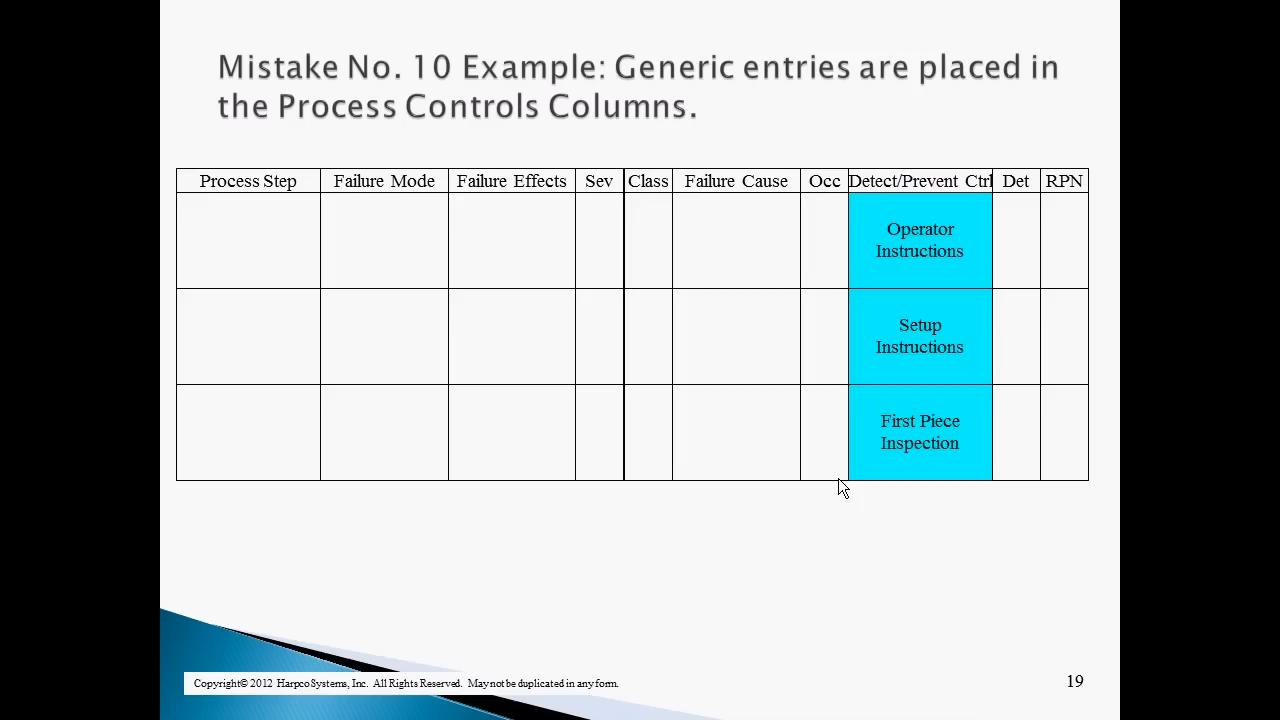 Mistake No. 10 Example: Generic entries are placed in
the Process Controls Columns.
Process Step Failure Mode Failure Effects Sev Class Failure Cause Occ Detect/Prevent Ctrl Det RPN
Operator
Instructions
Setup
Instructions
First Piece
Inspection
Copyright© 2012 Harpco Systems, Inc. All Rights Reserved. May not be duplicated in any form.
19